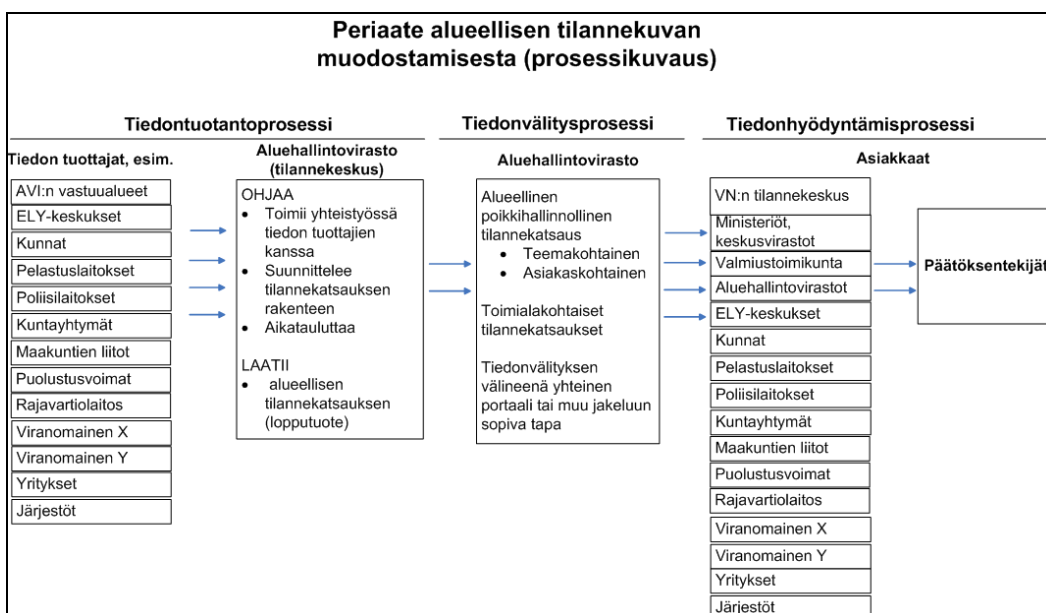 Periaate alueellisen tilannekuvan
muodostamisesta (prosessikuvaus)
Tiedontuotantoprosessi
Tiedonvälitysprosessi
Tiedonhyödyntämisprosessi
Tiedon tuottajat, esim.
AVI:n vastuualueet
ELY-keskukset
Kunnat
Pelastuslaitokset
Poliisilaitokset
Kuntayhtymät
Maakuntien liitot
Puolustusvoimat
Rajavartiolaitos
Viranomainen X
Viranomainen Y
Yritykset
Järjestöt
Aluehallintovirasto
(tilannekeskus)
OHJAA
• Toimii yhteistyössä
tiedon tuottajien
kanssa
• Suunnittelee
tilannekatsauksen
rakenteen
• Aikatauluttaa
LAATII
• alueellisen
tilannekatsauksen
(lopputuote)
Aluehallintovirasto
Alueellinen
poikkihallinnollinen
tilannekatsaus
• Teemakohtainen
• Asiakaskohtainen
Toimialakohtaiset
tilannekatsaukset
Tiedonvälityksen
välineenä yhteinen
portaali tai muu jakeluun
sopiva tapa
Asiakkaat
VN:n tilannekeskus
Ministeriöt,
keskusvirastot
Valmiustoimikunta
Aluehallintovirastot
ELY-keskukset
Kunnat
Pelastuslaitokset
Poliisilaitokset
Kuntayhtymät
Maakuntien liitot
Puolustusvoimat
Rajavartiolaitos
Viranomainen X
Viranomainen Y
Yritykset
Järjestöt
Päätöksentekijät